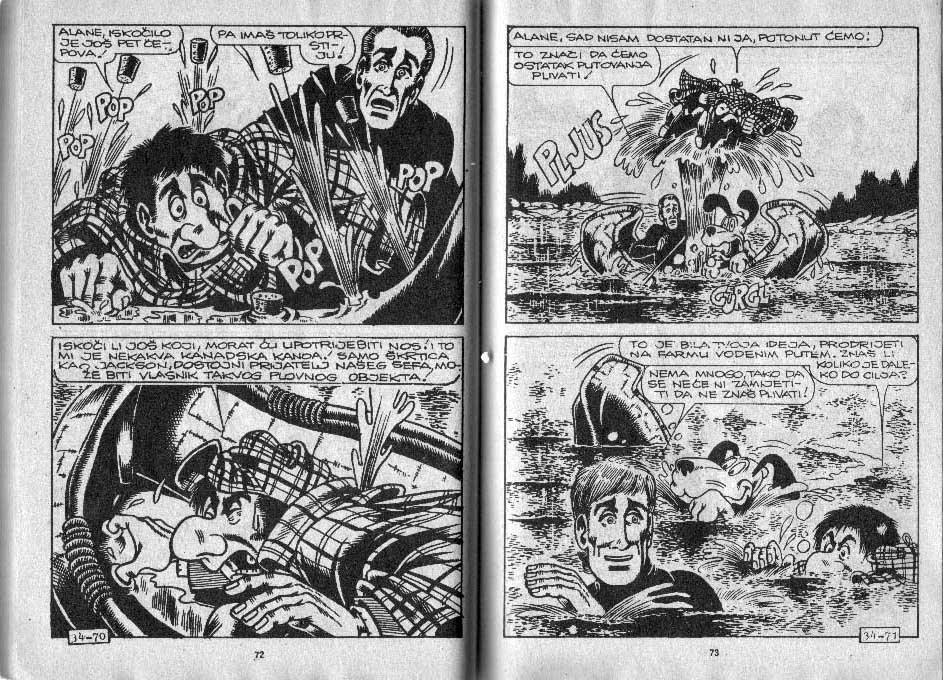 ALANE, ISKOČILO
JE JOŠ PET ČE-
POVA!
PA IMAŠ TOLIKO PR-
STI-
JU!
POP
POP
POP
POP
POP
ISKOČI LI JOŠ KOJI, MORAT ĆU UPOTRIJEBITI NOS! I TO
MI JE NEKAKVA KANADSKA KANOA! SAMO ŠKRTICA
KAO JACKSON, DOSTOJNI PRIJATELJ NAŠEG ŠEFA, MO-
ŽE BITI VLASNIK TAKVOG PLOVNOG OBJEKTA!
34-70
72
ALANE, SAD NISAM DOSTATAN NI JA, POTONUT ĆEMO!
TO ZNAČI DA ĆEMO
OSTATAK PUTOVANJA
PLIVATI!
PLJUS
GRGL
TO JE BILA TVOJA IDEJA, PRODRIJETI
NA FARMU VODENIM PUTEM. ZNAŠ LI
KOLIKO JE DALE-
KO DO CILJA?
NEMA MNOGO, TAKO DA
SE NEĆE NI ZAMIJETI-
TI DA NE ZNAŠ PLIVATI!
34-71
73